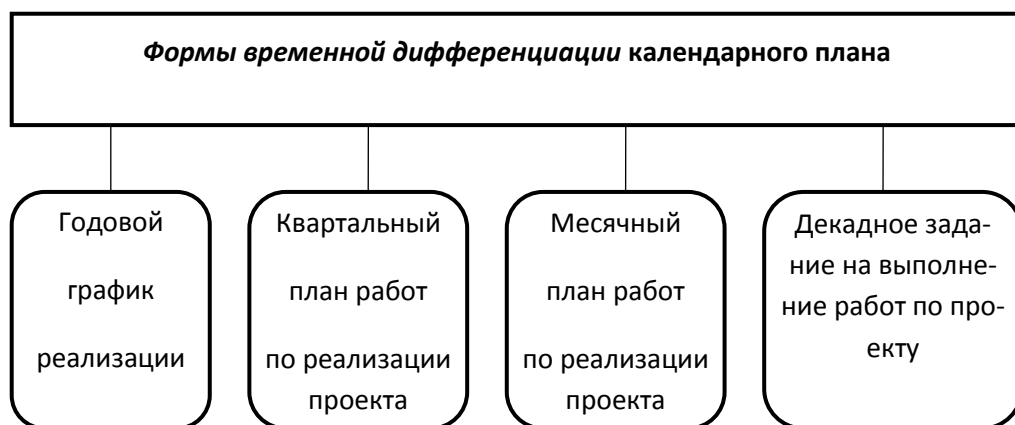 Формы временной дифференциации календарного плана
Годовой
график
реализации
Квартальный
план работ
по реализации
проекта
Месячный
план работ
по реализации
проекта
Декадное зада-
ние на выполне-
ние работ по про-
екту